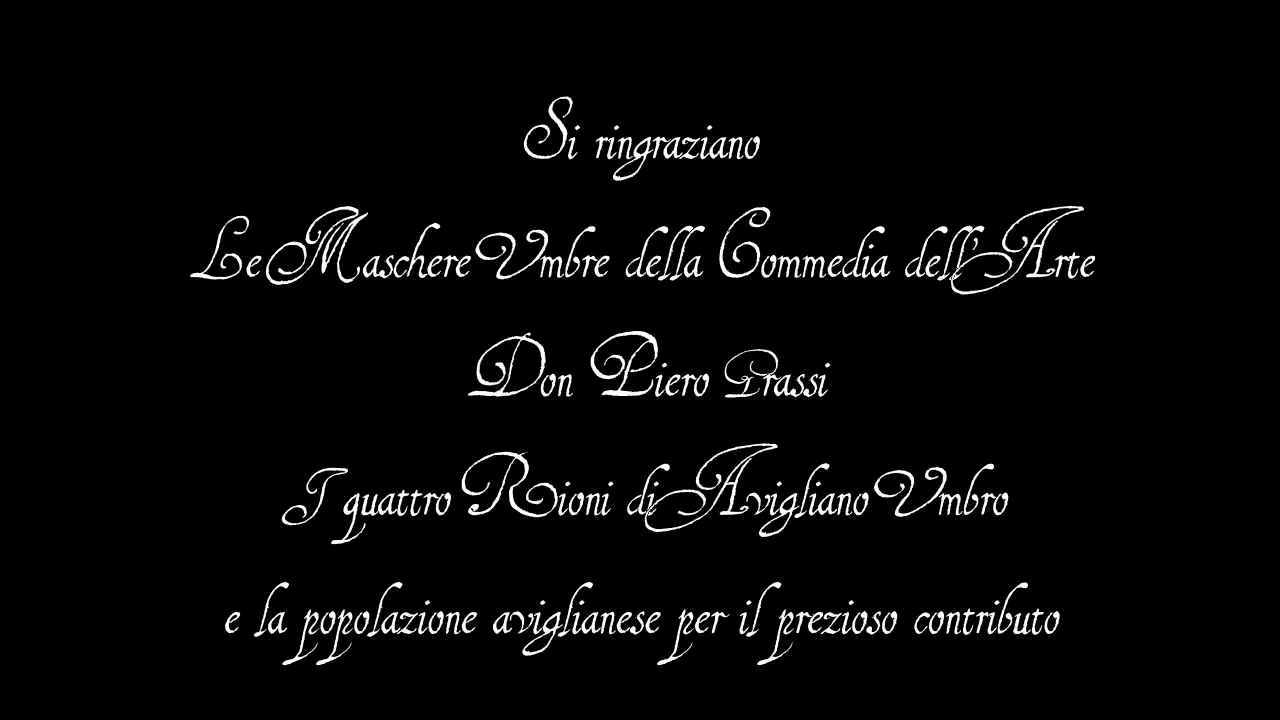 Si ringraziano
Le Maschere Umbre della Commedia dell'Arte
Don Piero Grassi
I quattro Rioni di Avigliano Umbro
e la popolazione aviglianese per il prezioso contributo